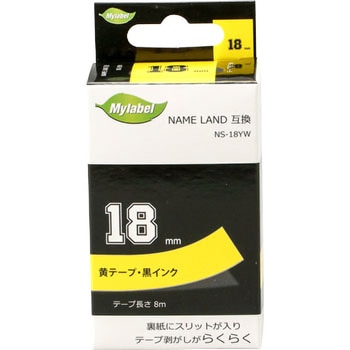 Mylabel
18 mm
Mylabel
NAME LAND 互換
NS-18YW
18 mm
黄テープ・黒インク
テープ長さ 8m
裏紙にスリットが入り
テープ剥がしがらくらく